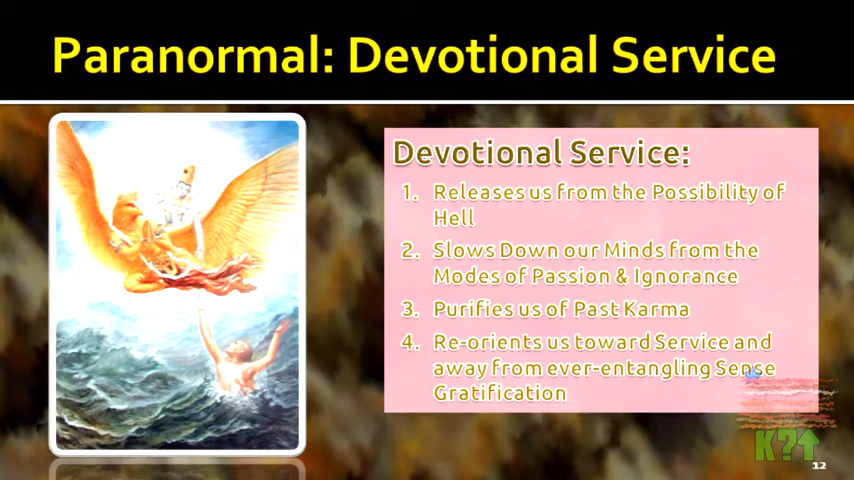 Paranormal: Devotional Service
Devotional Service:
1. Releases us from the Possibility of
Hell
2. Slows Down our Minds from the
Modes of Passion & Ignorance
3. Purifies us of Past Karma
4. Re-orients us toward Service and
away from ever-entangling Sense
Gratification
K?↑
12